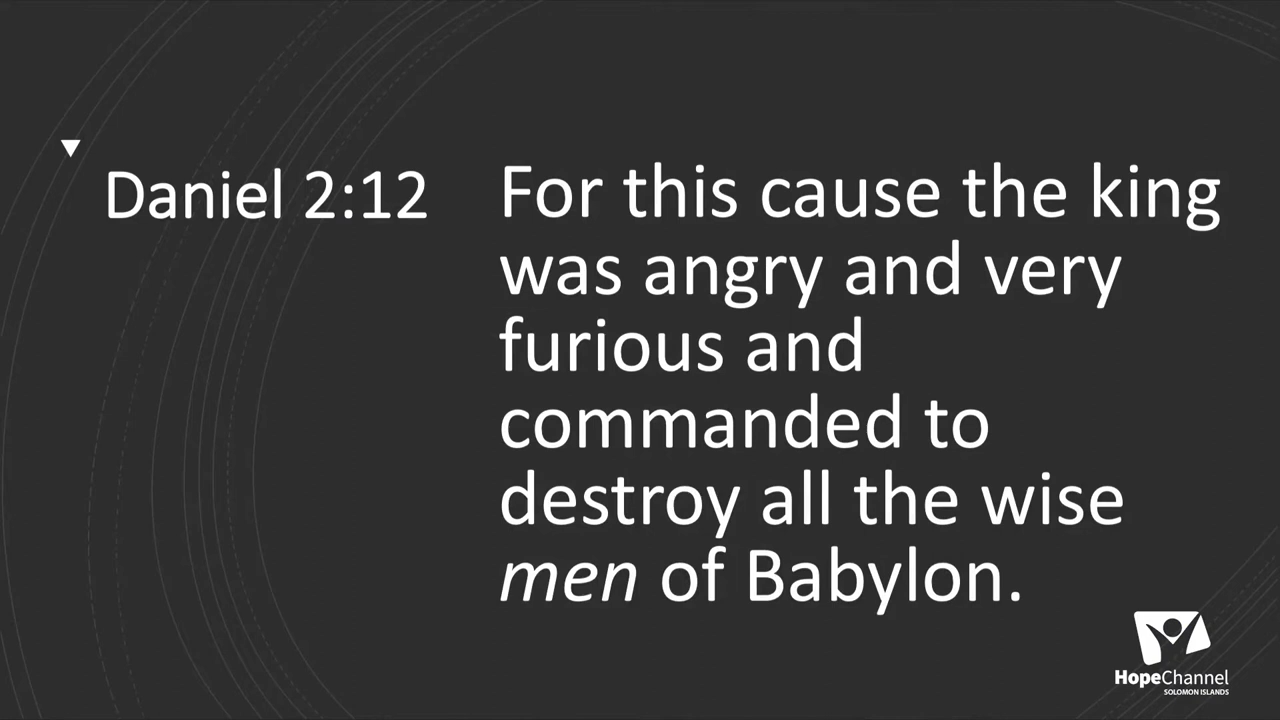 Daniel 2:12
For this cause the king
was angry and very
furious and
commanded to
destroy all the wise
men of Babylon.
HopeChannel
SOLOMON ISLANDS